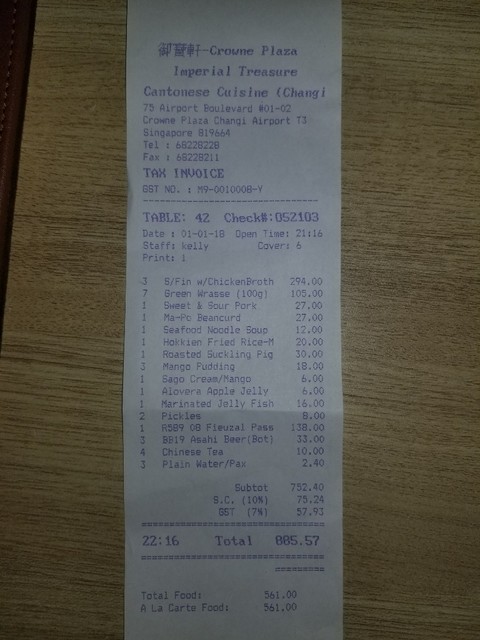 御寶軒-Crowne Plaza
Imperial Treasure
Cantonese Cuisine (Changi
75 Airport Boulevard #01-02
Crowne Plaza Changi Airport T3
Singapore 819664
Tel : 68228228
Fax : 68228211
TAX INVOICE
GST NO. : M9-0010008-Y
TABLE: 42 Check#:052103
Date : 01-01-18 Open Time: 21:16
Staff: kelly Cover: 6
Print: 1
3 S/Fin w/ChickenBroth 294.00
7 Green Wrasse (100g) 105.00
1 Sweet & Sour Pork 27.00
1 Ma-Po Beancurd 27.00
1 Seafood Noodle Soup 12.00
1 Hokkien Fried Rice-M 20.00
1 Roasted Suckling Pig 30.00
3 Mango Pudding 18.00
1 Sago Cream/Mango 6.00
1 Alovera Apple Jelly 6.00
1 Marinated Jelly Fish 16.00
2 Pickles 8.00
1 R589 08 Fieuzal Pass 138.00
3 BB19 Asahi Beer(Bot) 33.00
4 Chinese Tea 10.00
3 Plain Water/Pax 2.40
Subtot 752.40
S.C. (10%) 75.24
GST (7%) 57.93
22:16 Total 885.57
Total Food: 561.00
A La Carte Food: 561.00